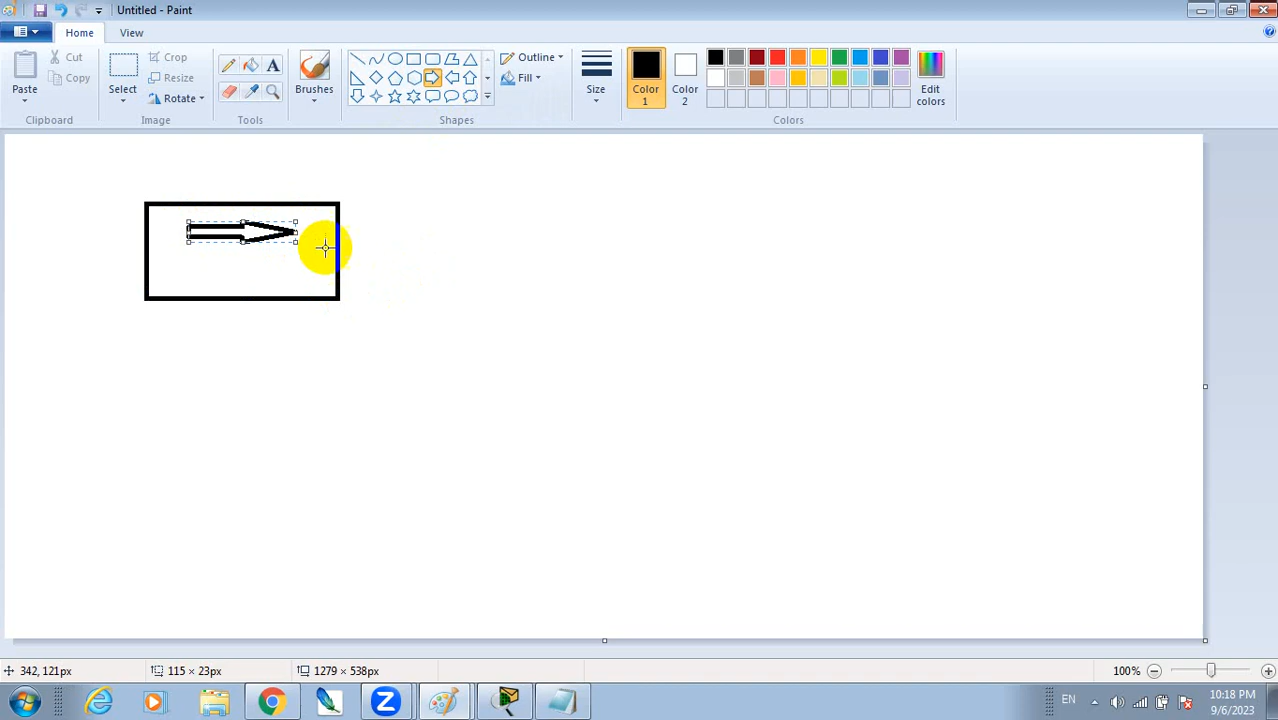 Untitled - Paint
Home View
Paste
Cut
Copy
Clipboard
Select
Crop
Resize
Rotate
Image
A
Tools
Brushes
Shapes
Outline
Fill
Size
Color 1
Color 2
Edit colors
Colors
342, 121px
115 × 23px
1279 × 538px
100%
EN
10:18 PM
9/6/2023